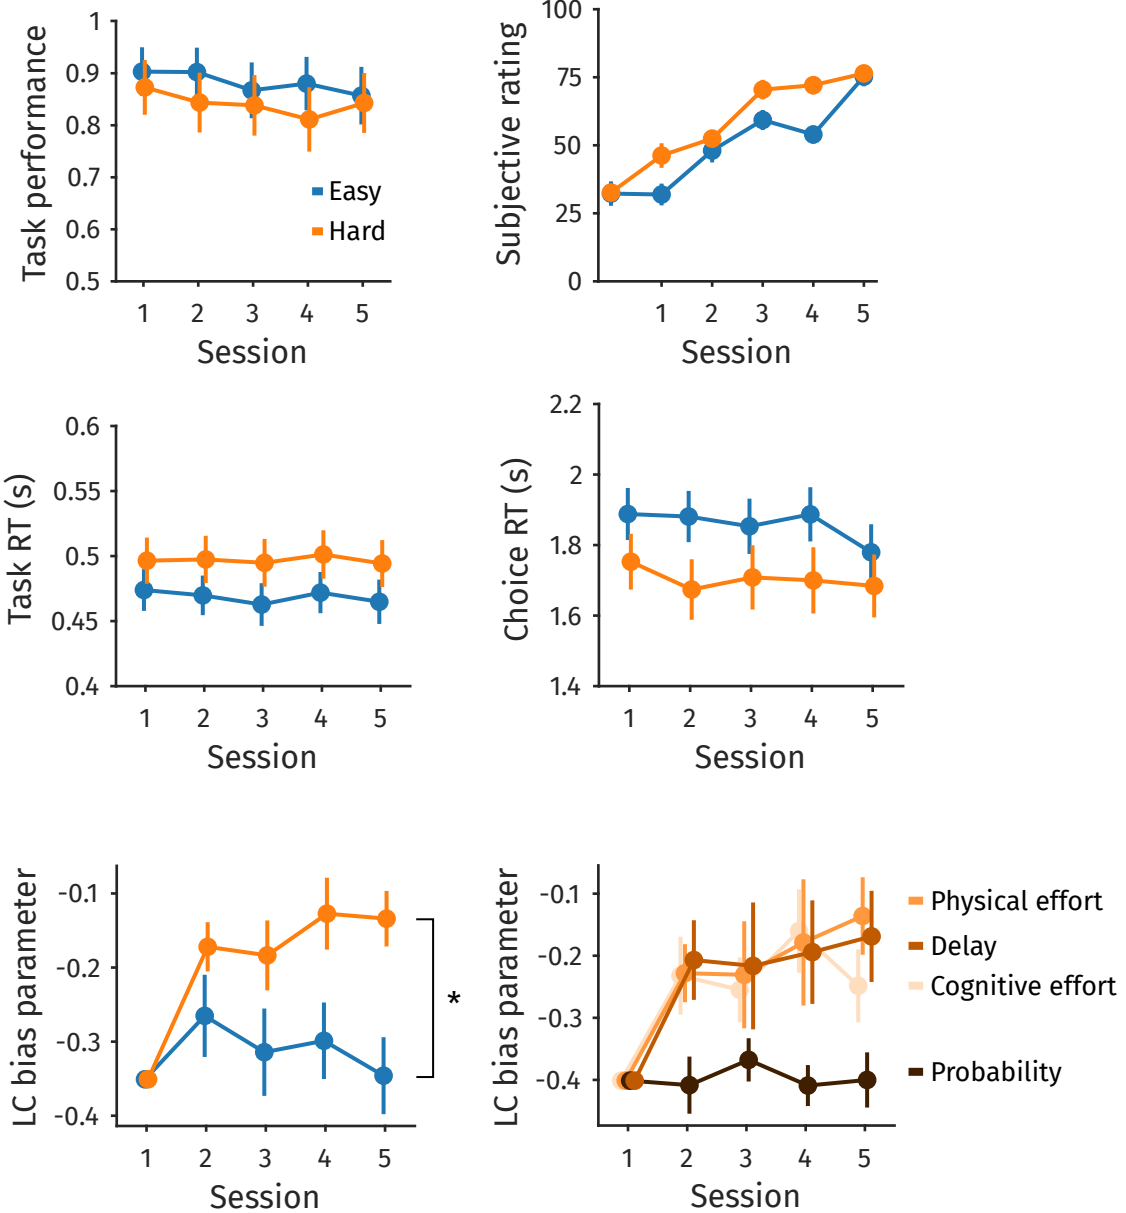 Task performance
1
0.9
0.8
0.7
0.6
0.5
Easy
Hard
1 2 3 4 5
Session
Subjective rating
100
75
50
25
0
1 2 3 4 5
Session
Task RT (s)
0.6
0.55
0.5
0.45
0.4
1 2 3 4 5
Session
Choice RT (s)
2.2
2
1.8
1.6
1.4
1 2 3 4 5
Session
LC bias parameter
-0.1
-0.2
-0.3
-0.4
*
1 2 3 4 5
Session
LC bias parameter
-0.1
-0.2
-0.3
-0.4
Physical effort
Delay
Cognitive effort
Probability
1 2 3 4 5
Session